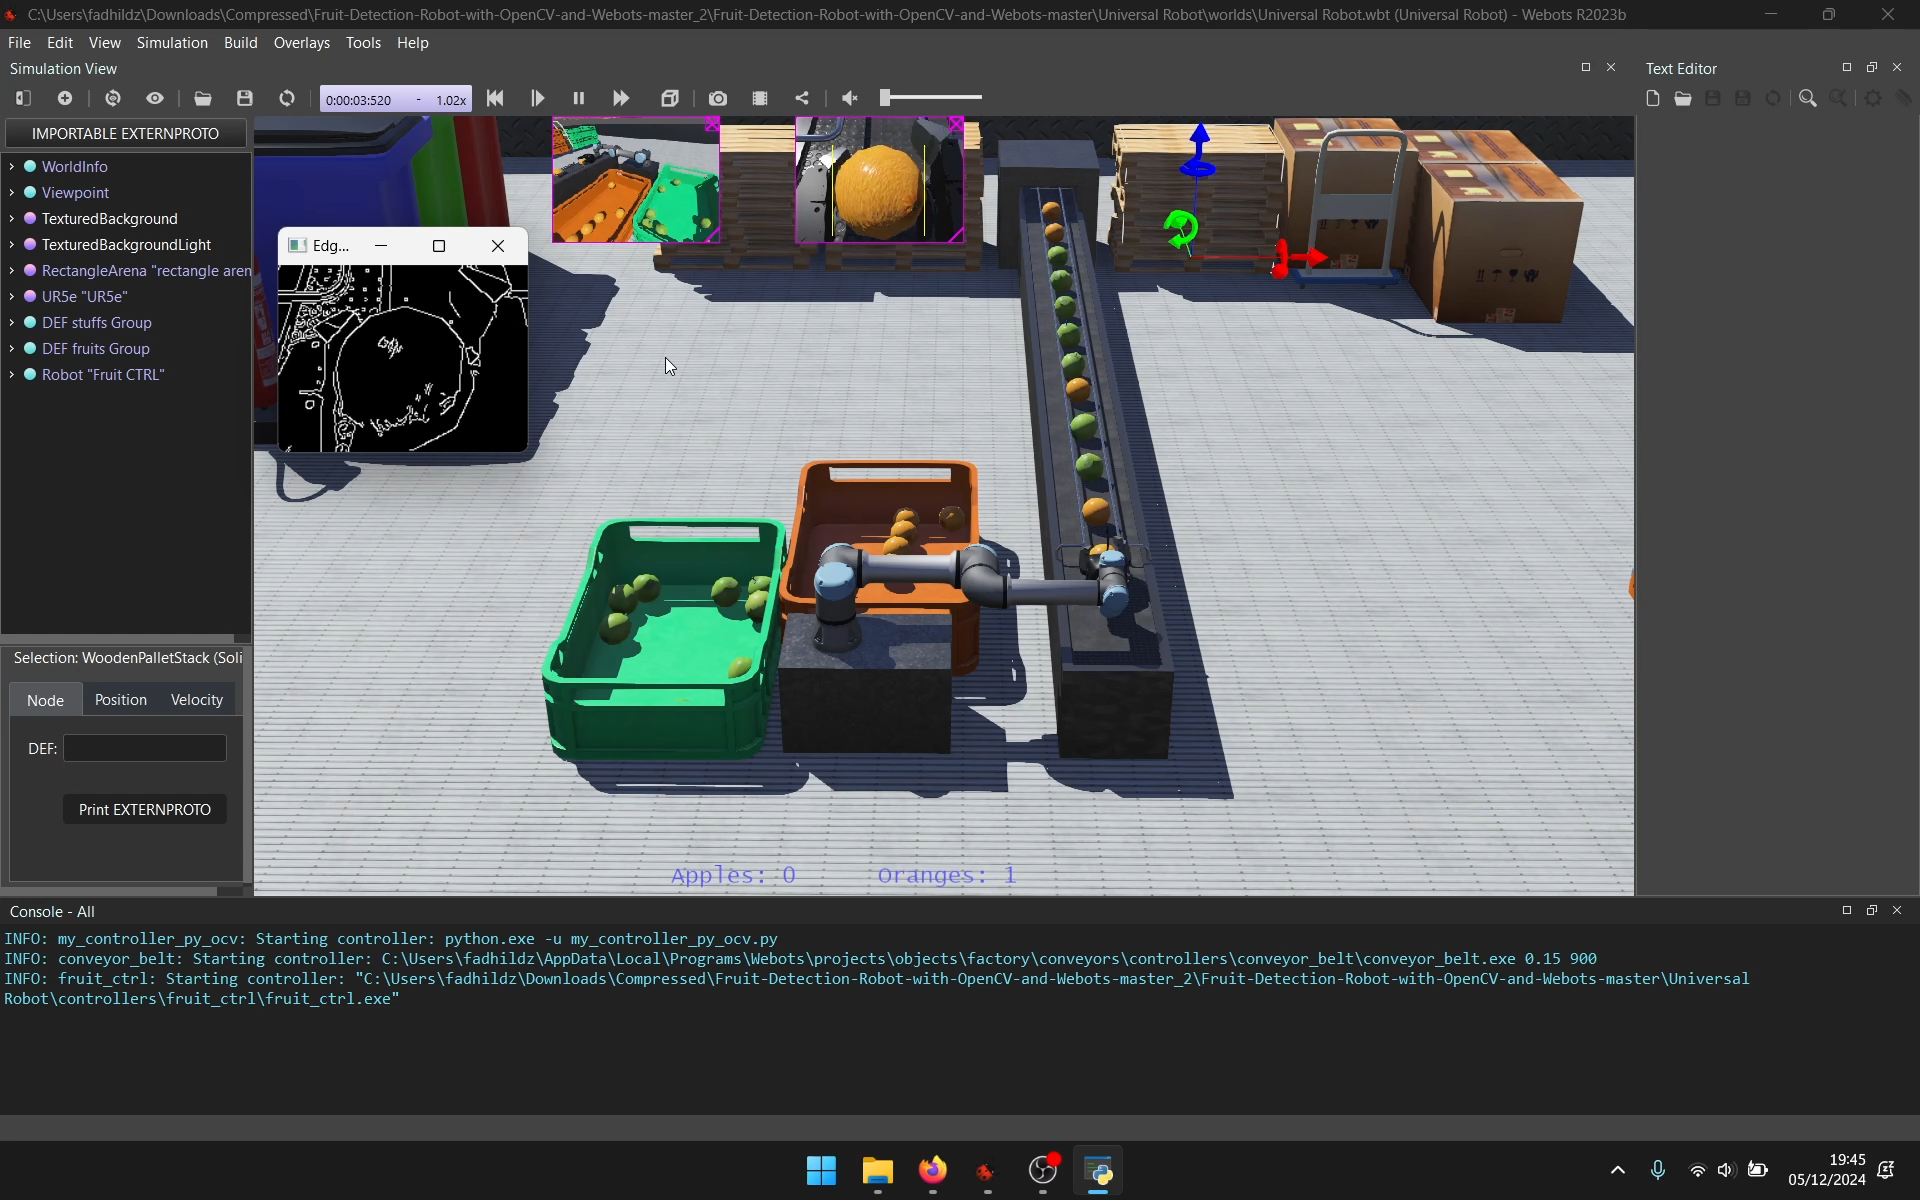 C:\Users\fadhildz\Downloads\Compressed\Fruit-Detection-Robot-with-OpenCV-and-Webots-master_2\Fruit-Detection-Robot-with-OpenCV-and-Webots-master\Universal Robot\worlds\Universal Robot.wbt (Universal Robot) - Webots R2023b
File Edit View Simulation Build Overlays Tools Help
Simulation View
Text Editor
0:00:03:520 - 1.02x
IMPORTABLE EXTERNPROTO
WorldInfo
Viewpoint
TexturedBackground
TexturedBackgroundLight
RectangleArena "rectangle aren
UR5e "UR5e"
DEF stuffs Group
DEF fruits Group
Robot "Fruit CTRL"
Edg...
Selection: WoodenPalletStack (Soli
Node Position Velocity
DEF:
Print EXTERNPROTO
Apples: 0 Oranges: 1
Console - All
INFO: my_controller_py_ocv: Starting controller: python.exe -u my_controller_py_ocv.py
INFO: conveyor_belt: Starting controller: C:\Users\fadhildz\AppData\Local\Programs\Webots\projects\objects\factory\conveyors\controllers\conveyor_belt\conveyor_belt.exe 0.15 900
INFO: fruit_ctrl: Starting controller: "C:\Users\fadhildz\Downloads\Compressed\Fruit-Detection-Robot-with-OpenCV-and-Webots-master_2\Fruit-Detection-Robot-with-OpenCV-and-Webots-master\Universal
Robot\controllers\fruit_ctrl\fruit_ctrl.exe"
19:45
05/12/2024